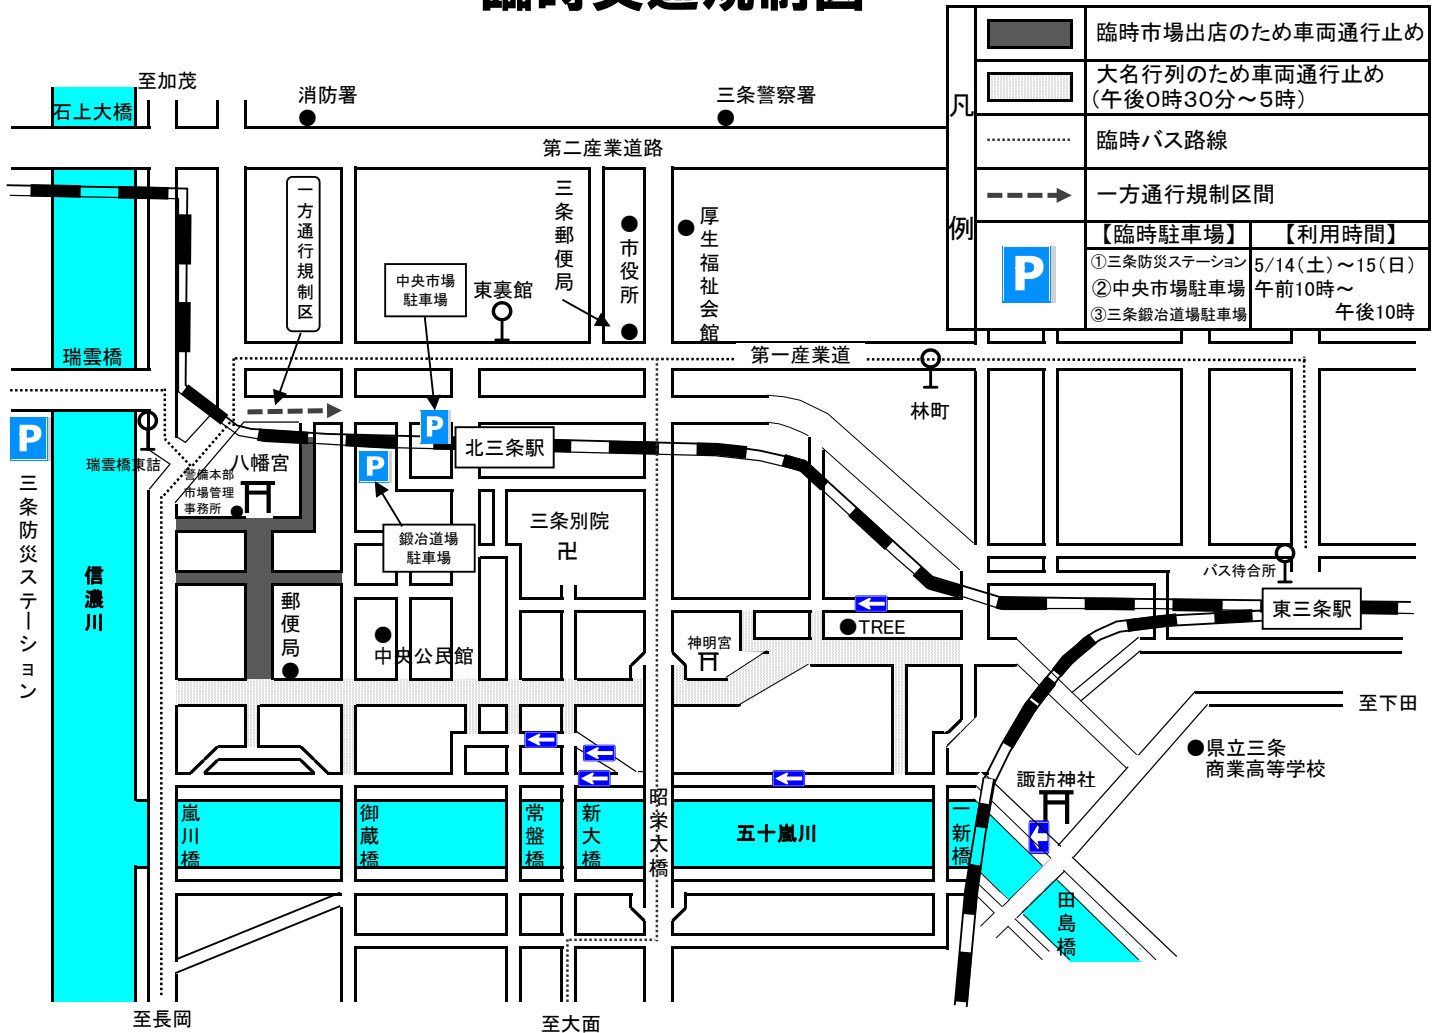 臨時交通規制図
凡例
臨時市場出店のため車両通行止め
大名行列のため車両通行止め
(午後0時30分～5時)
臨時バス路線
一方通行規制区間
【臨時駐車場】
【利用時間】
①三条防災ステーション
②中央市場駐車場
③三条鍛冶道場駐車場
5/14(土)～15(日)
午前10時～
午後10時
P
至加茂
石上大橋
消防署
三条警察署
第二産業道路
一方通行規制区
三条郵便局
市役所
厚生福祉会館
中央市場
駐車場
東裏館
瑞雲橋
第一産業道
林町
P
P
P
北三条駅
瑞雲橋東詰
八幡宮
警備本部
市場管理
事務所
三条防災ステーション
鍛冶道場
駐車場
三条別院
卍
信濃川
郵便局
中央公民館
神明宮
TREE
バス待合所
東三条駅
至下田
県立三条
商業高等学校
諏訪神社
嵐川橋
御蔵橋
常盤橋
新大橋
昭栄大橋
五十嵐川
一新橋
田島橋
至長岡
至大面